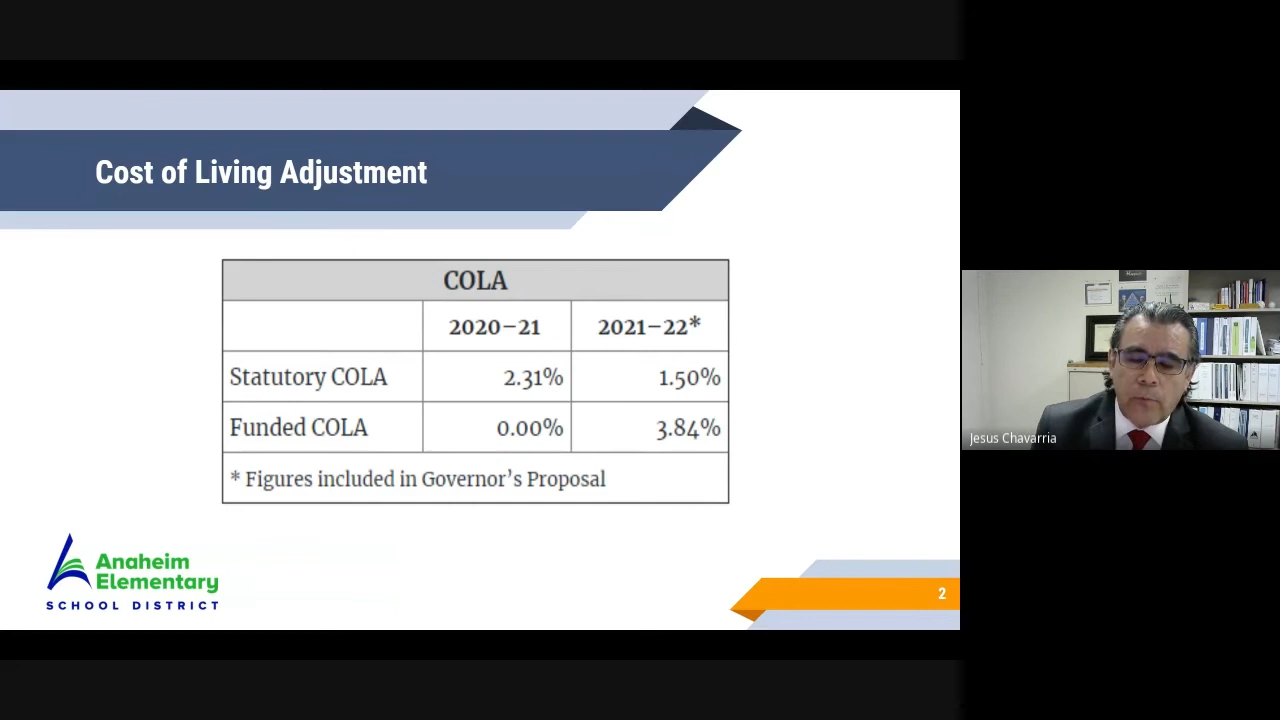 Cost of Living Adjustment
COLA
2020–21 2021–22*
Statutory COLA 2.31% 1.50%
Funded COLA 0.00% 3.84%
* Figures included in Governor's Proposal
Anaheim
Elementary
SCHOOL DISTRICT
2
Jesus Chavarria